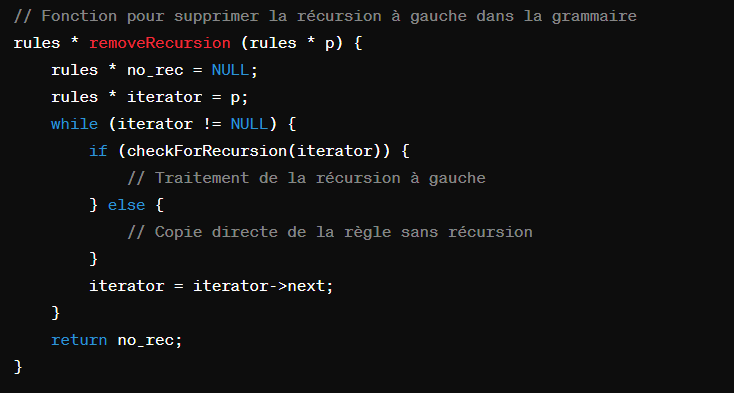 // Fonction pour supprimer la récursion à gauche dans la grammaire
rules * removeRecursion (rules * p) {
    rules * no_rec = NULL;
    rules * iterator = p;
    while (iterator != NULL) {
        if (checkForRecursion(iterator)) {
            // Traitement de la récursion à gauche
        } else {
            // Copie directe de la règle sans récursion
        }
        iterator = iterator->next;
    }
    return no_rec;
}